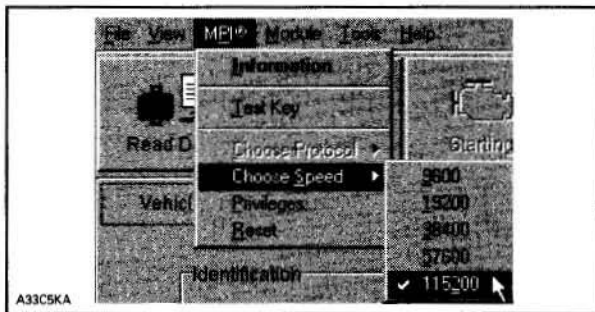 File View MPI® Module Tools Help
Information
Test Key
Read D
Starting
Choose Protocol
Choose Speed
9600
Vehicl
Privileges...
19200
Reset
38400
57600
Identification
115200
A33C5KA